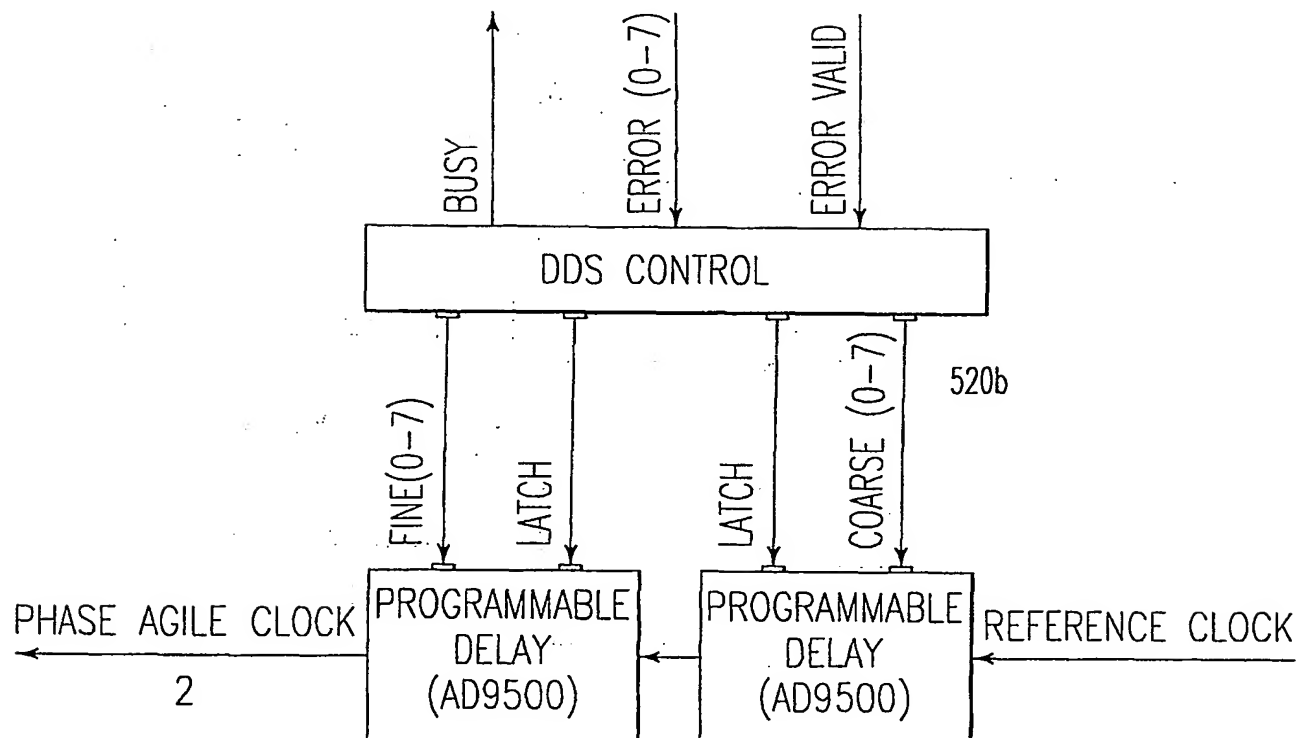 BUSY
ERROR (0-7)
ERROR VALID
DDS CONTROL
FINE(0-7)
LATCH
LATCH
COARSE (0-7)
520b
PHASE AGILE CLOCK
2
PROGRAMMABLE
DELAY
(AD9500)
PROGRAMMABLE
DELAY
(AD9500)
REFERENCE CLOCK